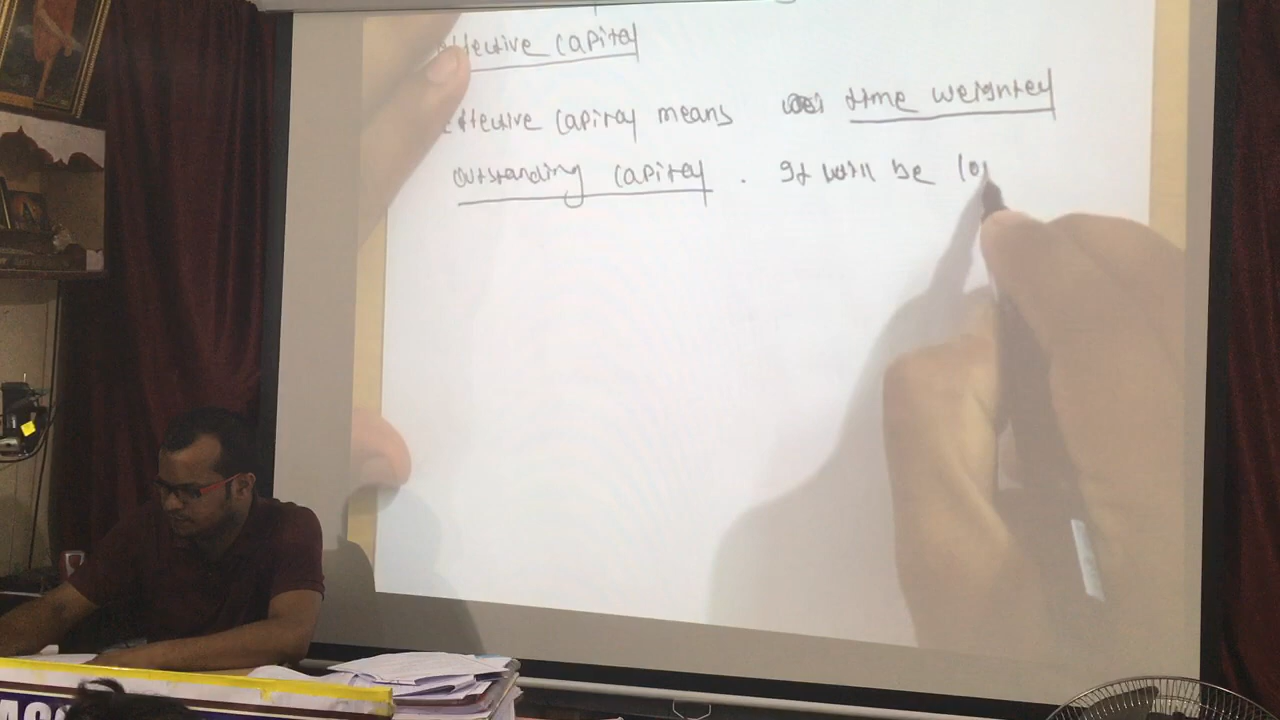 effective capital
effective capital means time weighted
outstanding capital. It will be